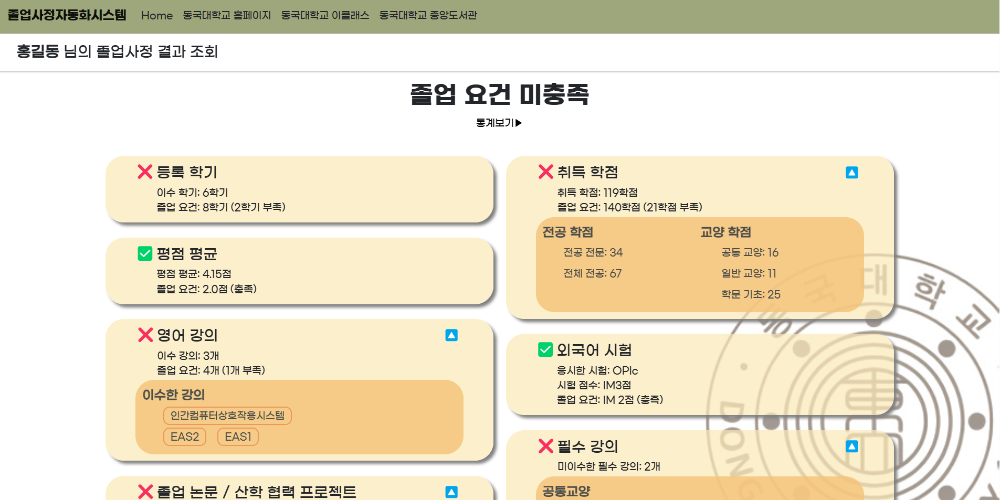 졸업사정자동화시스템 Home 동국대학교 홈페이지 동국대학교 이클래스 동국대학교 중앙도서관
홍길동 님의 졸업사정 결과 조회
졸업 요건 미충족
통계보기▶
❌ 등록 학기
이수 학기: 6학기
졸업 요건: 8학기 (2학기 부족)
✅ 평점 평균
평점 평균: 4.15점
졸업 요건: 2.0점 (충족)
❌ 영어 강의
이수 강의: 3개
졸업 요건: 4개 (1개 부족)
이수한 강의
인간컴퓨터상호작용시스템
EAS2 EAS1
❌ 졸업 논문 / 산학 협력 프로젝트
❌ 취득 학점
취득 학점: 119학점
졸업 요건: 140학점 (21학점 부족)
전공 학점
전공 전문: 34
전체 전공: 67
교양 학점
공통 교양: 16
일반 교양: 11
학문 기초: 25
✅ 외국어 시험
응시한 시험: OPIc
시험 점수: IM3점
졸업 요건: IM 2점 (충족)
❌ 필수 강의
미이수한 필수 강의: 2개
공통교양
동국대학교
DONG